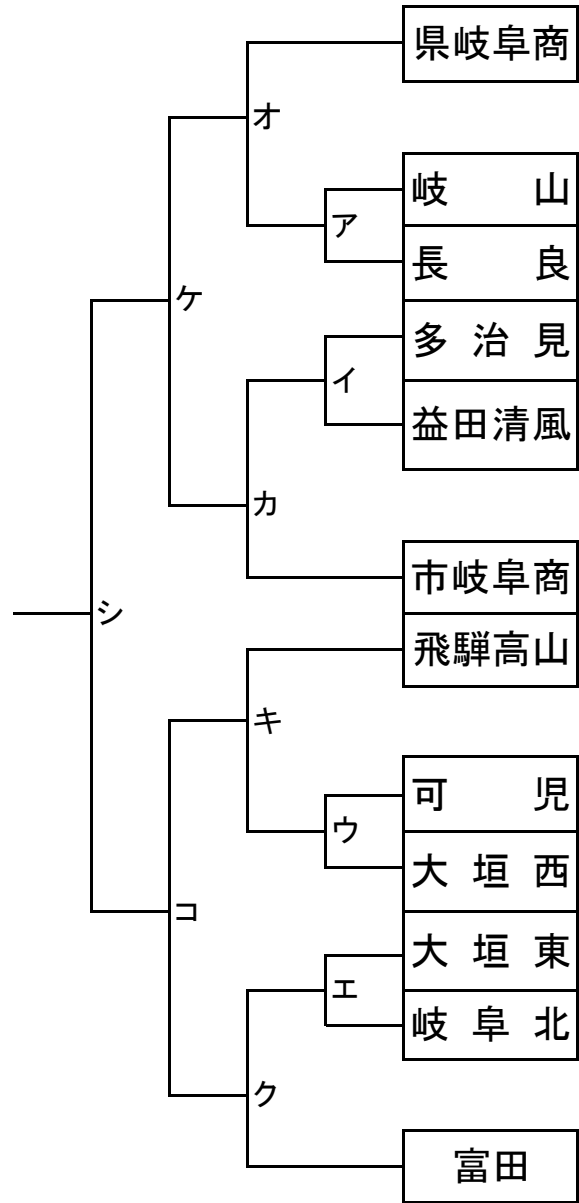 県岐阜商
オ
岐山
ア
長良
ケ
多治見
イ
益田清風
カ
市岐阜商
シ
飛騨高山
キ
可児
ウ
大垣西
コ
大垣東
エ
岐阜北
ク
富田